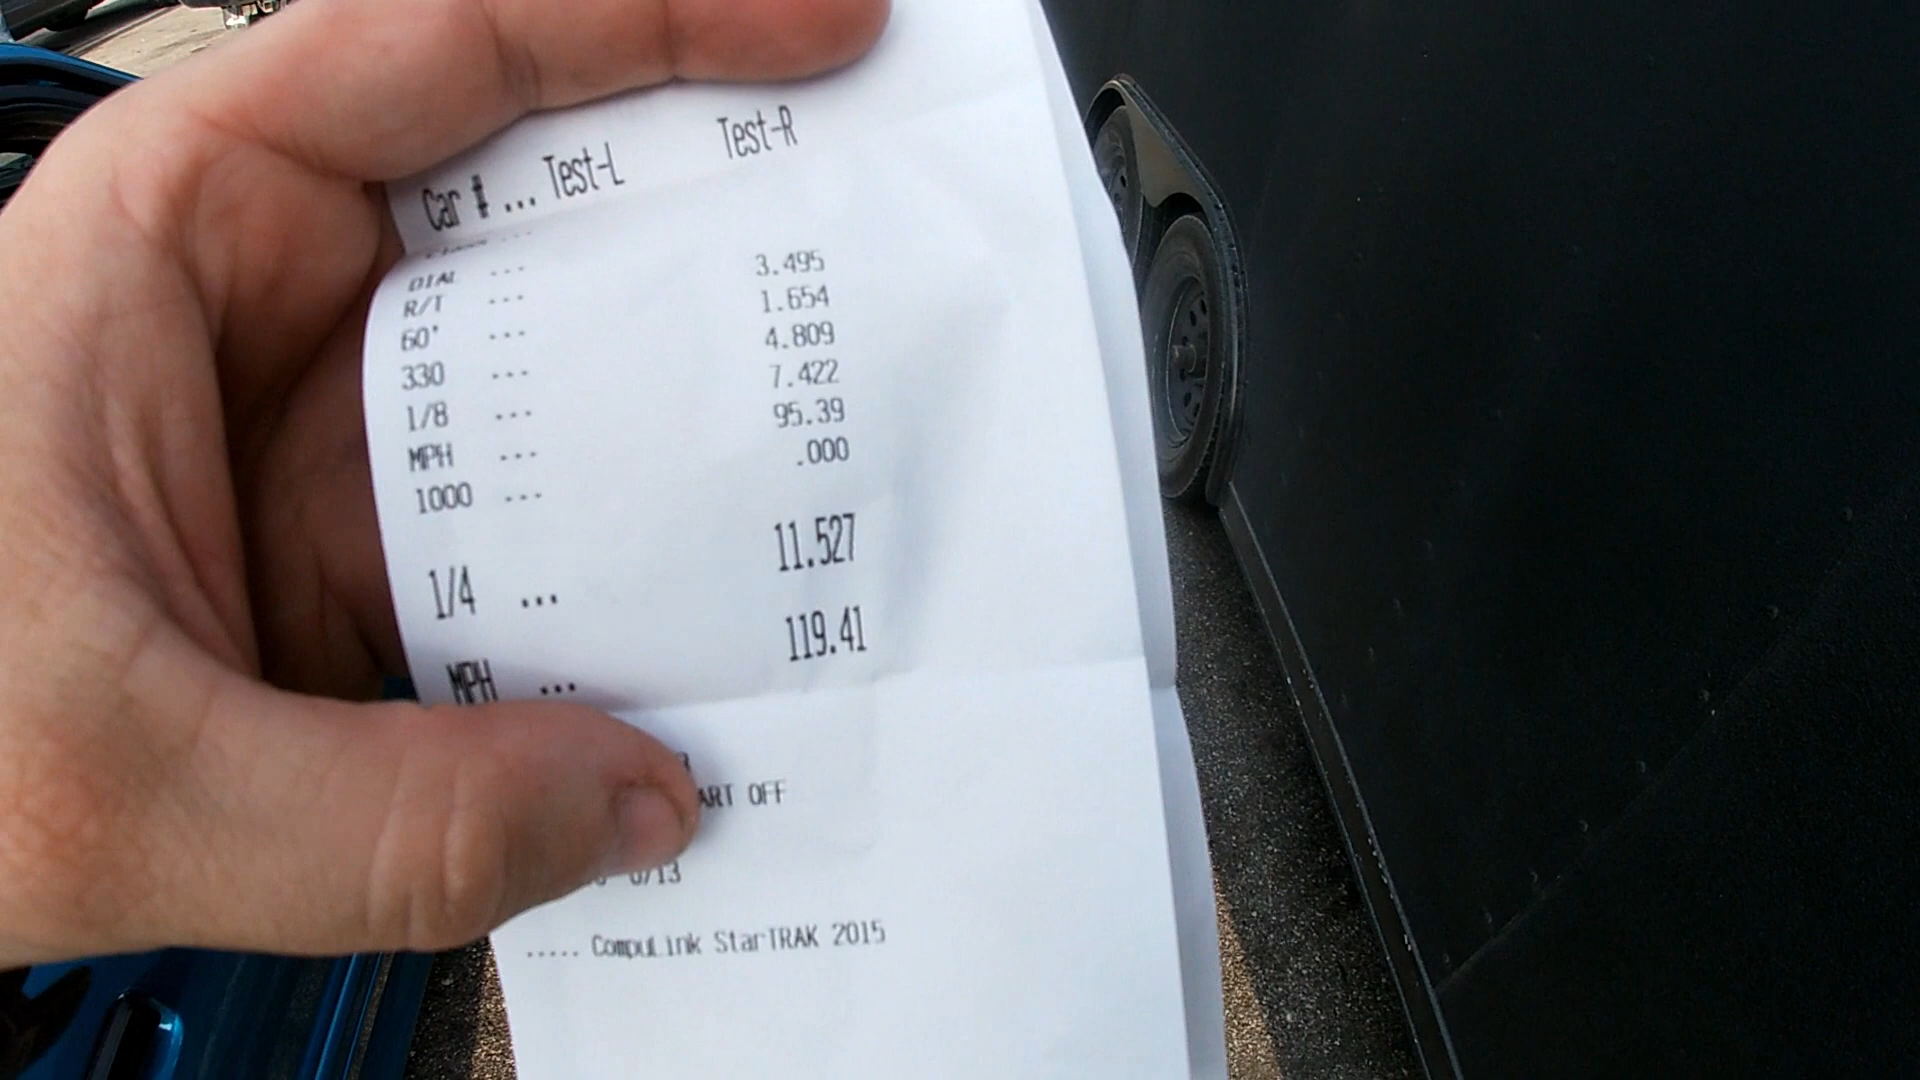 Car # ... Test-L Test-R
DIAL ...
R/T ... 3.495
60' ... 1.654
330 ... 4.809
1/8 ... 7.422
MPH ... 95.39
1000 ... .000
1/4 ... 11.527
MPH ... 119.41
OFF
..... CompuLink StarTRAK 2015